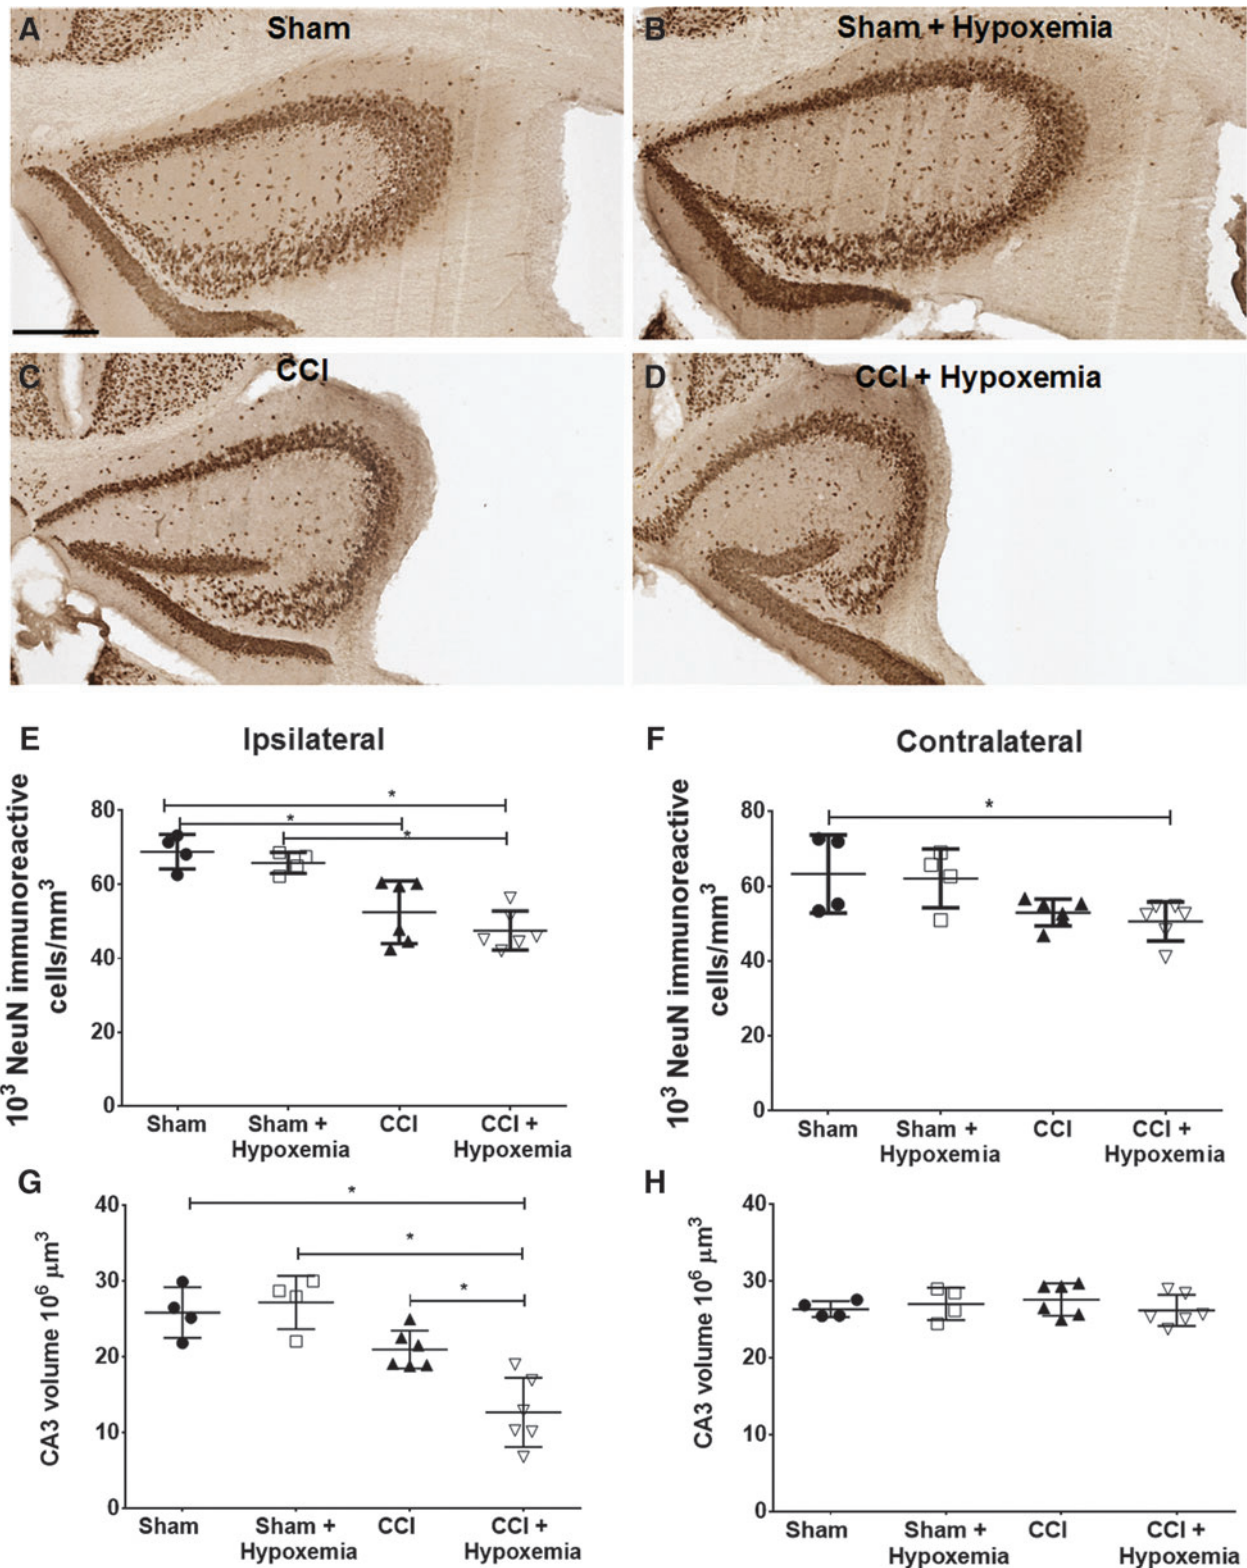 A Sham
B Sham + Hypoxemia
C CCI
D CCI + Hypoxemia
E Ipsilateral
10³ NeuN immunoreactive
cells/mm³
80
60
40
20
0
*
*
*
Sham
Sham +
Hypoxemia
CCI
CCI +
Hypoxemia
F Contralateral
10³ NeuN immunoreactive
cells/mm³
80
60
40
20
0
*
Sham
Sham +
Hypoxemia
CCI
CCI +
Hypoxemia
G
CA3 volume 10⁶ μm³
40
30
20
10
0
*
*
*
Sham
Sham +
Hypoxemia
CCI
CCI +
Hypoxemia
H
CA3 volume 10⁶ μm³
40
30
20
10
0
Sham
Sham +
Hypoxemia
CCI
CCI +
Hypoxemia